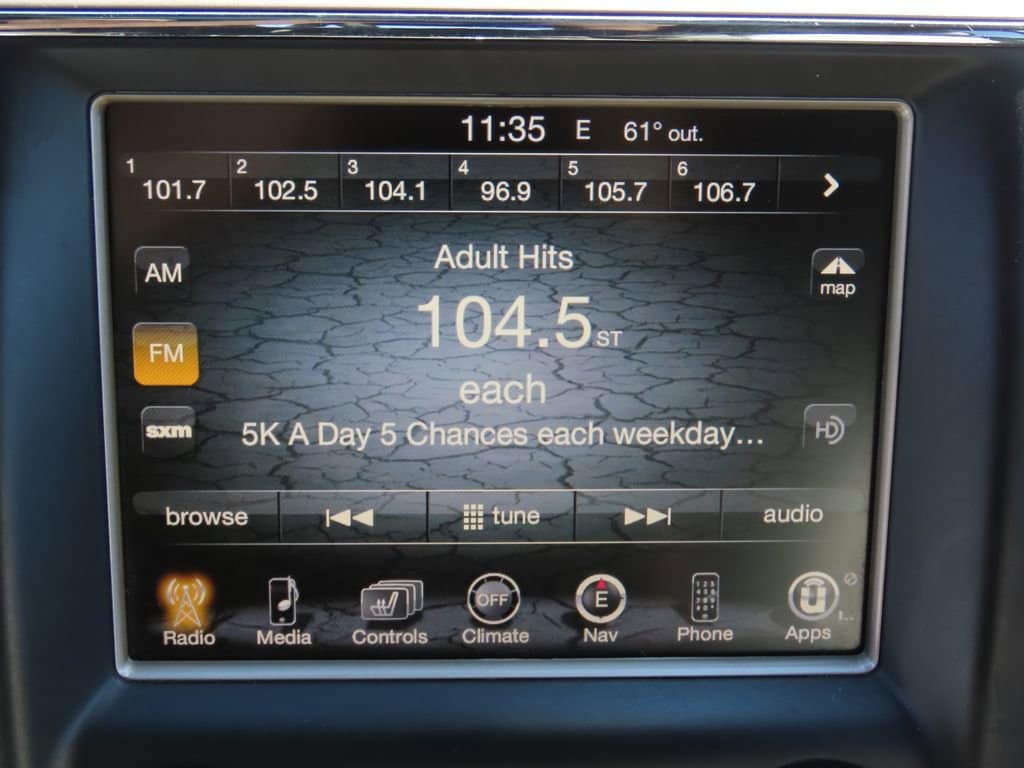 11:35 E 61° out.
1 2 3 4 5 6
101.7 102.5 104.1 96.9 105.7 106.7
AM
Adult Hits
map
104.5 ST
FM
each
sxm
5K A Day 5 Chances each weekday...
HD
browse tune audio
OFF E
Radio Media Controls Climate Nav Phone Apps